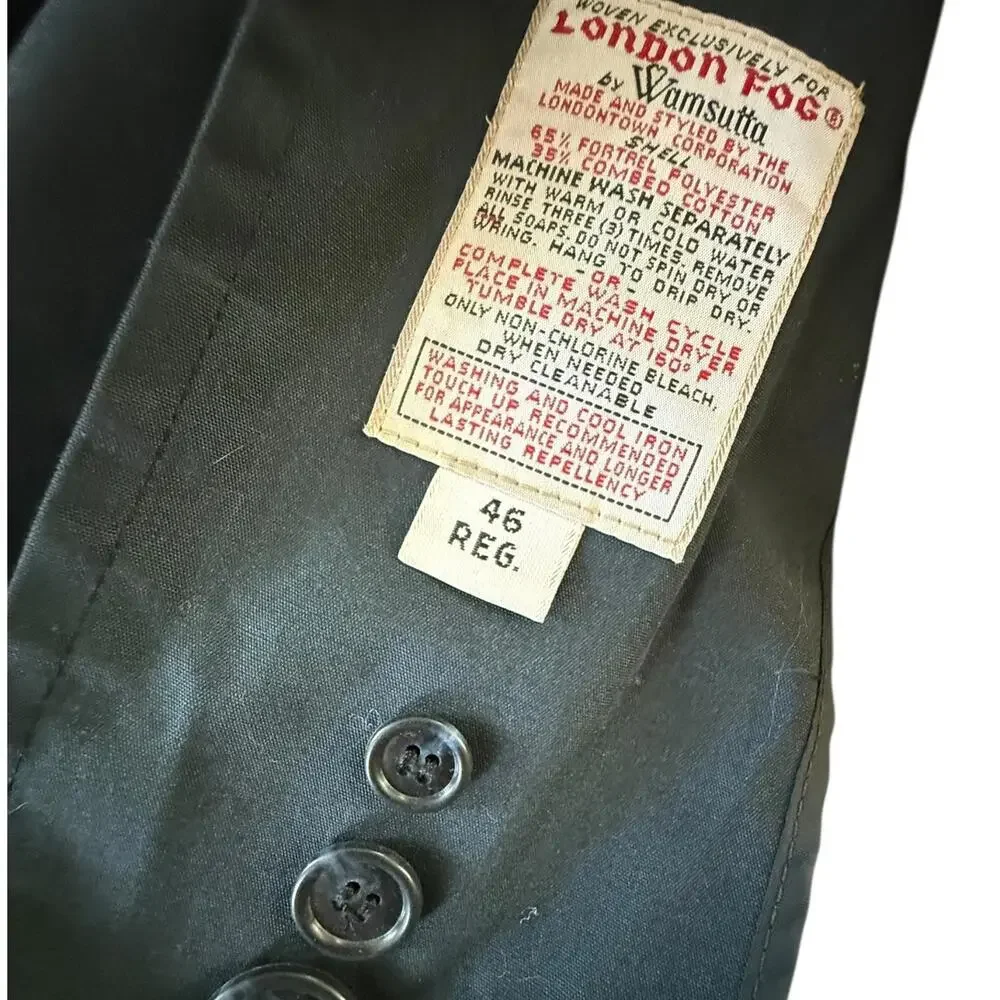 WOVEN EXCLUSIVELY FOR
LONDON FOG®
by Wamsutta
MADE AND STYLED BY THE
LONDONTOWN CORPORATION
SHELL
65% FORTREL POLYESTER
35% COMBED COTTON
MACHINE WASH SEPARATELY
WITH WARM OR COLD WATER
RINSE THREE (3) TIMES. REMOVE
ALL SOAPS. DO NOT SPIN DRY OR
WRING. HANG TO DRIP DRY.
- OR -
COMPLETE WASH CYCLE
PLACE IN MACHINE DRYER
TUMBLE DRY AT 160° F
ONLY NON-CHLORINE BLEACH,
WHEN NEEDED
DRY CLEANABLE
WASHING AND COOL IRON
TOUCH UP RECOMMENDED
FOR APPEARANCE AND LONGER
LASTING REPELLENCY
46
REG.